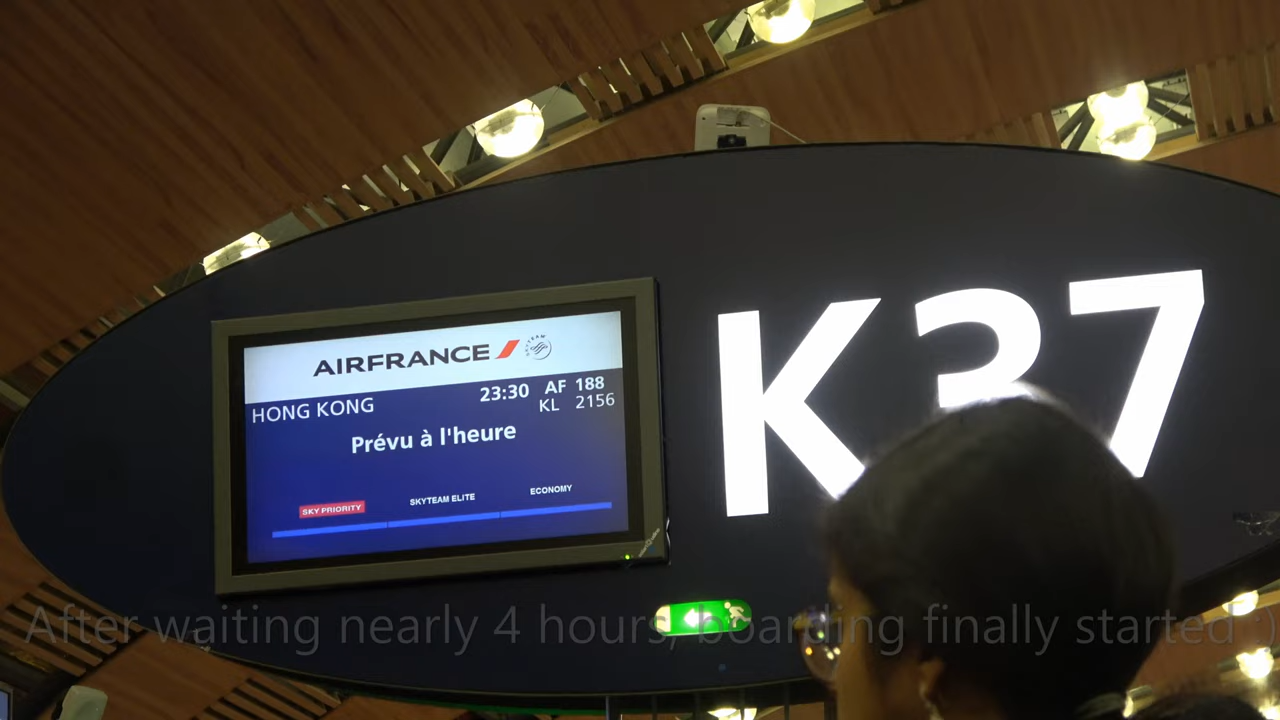 K37
AIRFRANCE
SKYTEAM
HONG KONG 23:30 AF 188
KL 2156
Prévu à l'heure
SKY PRIORITY SKYTEAM ELITE ECONOMY
After waiting nearly 4 hours, boarding finally started :)